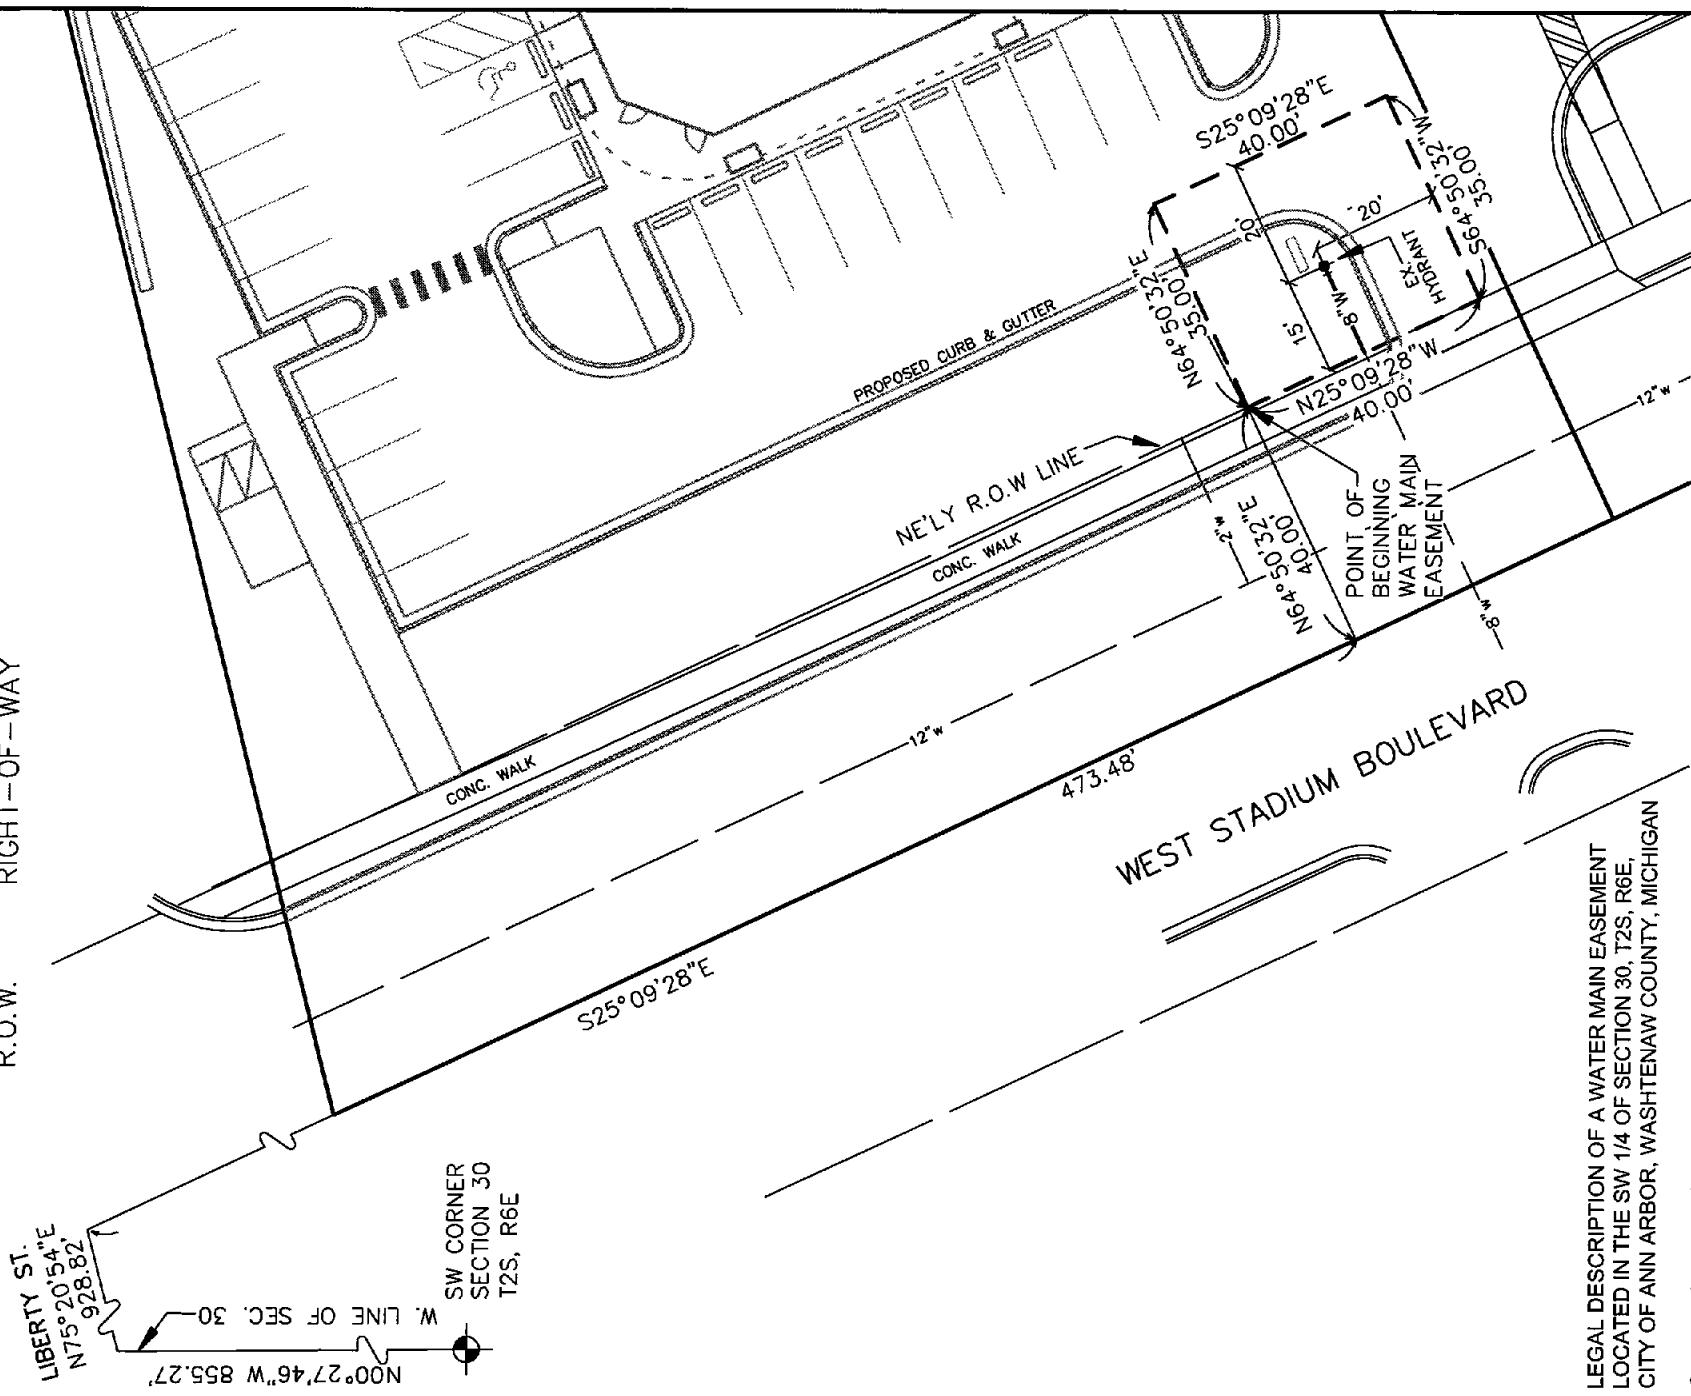 R.O.W. RIGHT-OF-WAY
LIBERTY ST.
N75°20'54"E
928.82'
W. LINE OF SEC. 30
N00°27'46"W 855.27'
SW CORNER
SECTION 30
T2S, R6E
S25°09'28"E
473.48'
WEST STADIUM BOULEVARD
CONC. WALK
12"w
NE'LY R.O.W LINE
CONC. WALK
PROPOSED CURB & GUTTER
2"w
N64°50'32"E
40.00'
POINT OF
BEGINNING
WATER MAIN
EASEMENT
8"w
12"w
N64°50'32"E
35.00'
S25°09'28"E
40.00'
S64°50'32"W
35.00'
N25°09'28"W
40.00'
20'
20'
15'
8"W
EX.
HYDRANT
LEGAL DESCRIPTION OF A WATER MAIN EASEMENT
LOCATED IN THE SW 1/4 OF SECTION 30, T2S, R6E,
CITY OF ANN ARBOR, WASHTENAW COUNTY, MICHIGAN